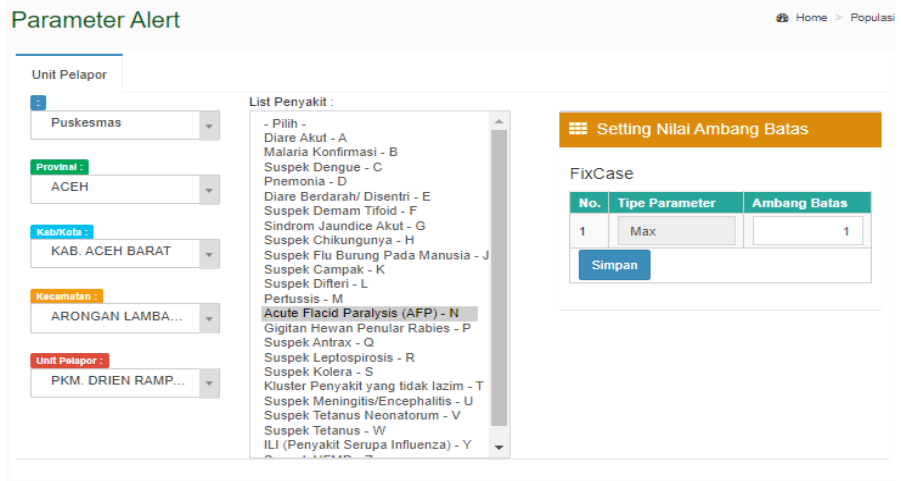 Parameter Alert
Home > Populasi
Unit Pelapor
:
Puskesmas
Provinsi :
ACEH
Kab/Kota :
KAB. ACEH BARAT
Kecamatan :
ARONGAN LAMBA...
Unit Pelapor :
PKM. DRIEN RAMP...
List Penyakit :
- Pilih -
Diare Akut - A
Malaria Konfirmasi - B
Suspek Dengue - C
Pnemonia - D
Diare Berdarah/ Disentri - E
Suspek Demam Tifoid - F
Sindrom Jaundice Akut - G
Suspek Chikungunya - H
Suspek Flu Burung Pada Manusia - J
Suspek Campak - K
Suspek Difteri - L
Pertussis - M
Acute Flacid Paralysis (AFP) - N
Gigitan Hewan Penular Rabies - P
Suspek Antrax - Q
Suspek Leptospirosis - R
Suspek Kolera - S
Kluster Penyakit yang tidak lazim - T
Suspek Meningitis/Encephalitis - U
Suspek Tetanus Neonatorum - V
Suspek Tetanus - W
ILI (Penyakit Serupa Influenza) - Y
Setting Nilai Ambang Batas
FixCase
No. Tipe Parameter Ambang Batas
1 Max 1
Simpan